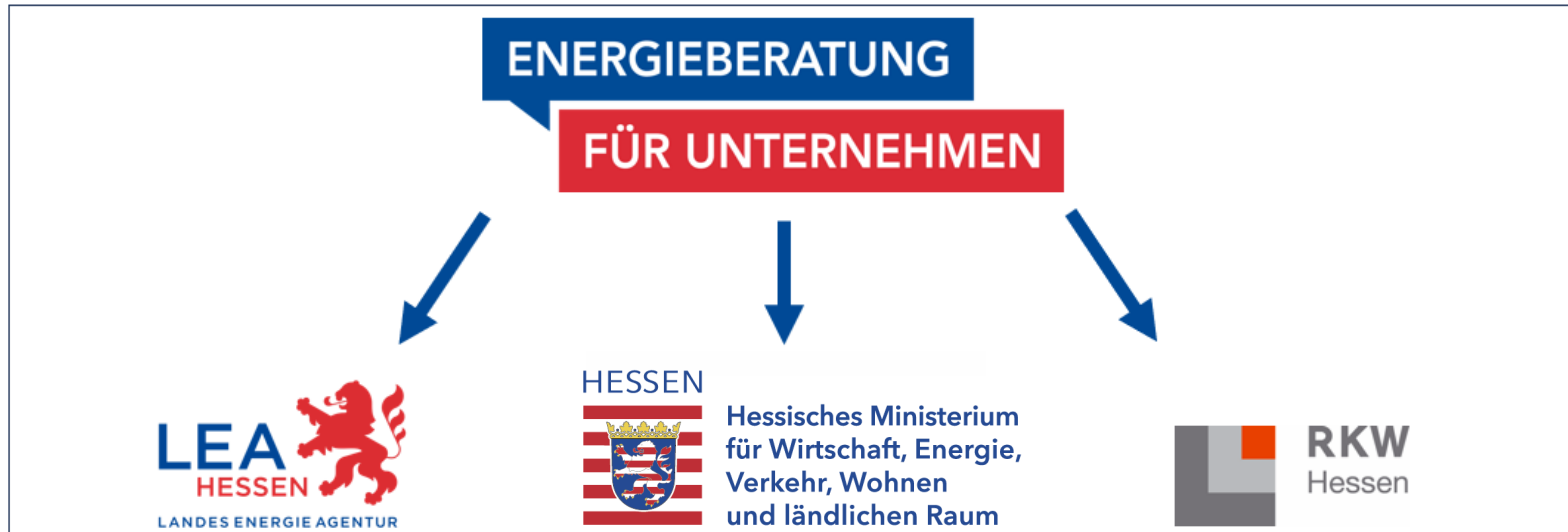 ENERGIEBERATUNG
FÜR UNTERNEHMEN
LEA
HESSEN
LANDES ENERGIE AGENTUR
HESSEN
Hessisches Ministerium
für Wirtschaft, Energie,
Verkehr, Wohnen
und ländlichen Raum
RKW
Hessen